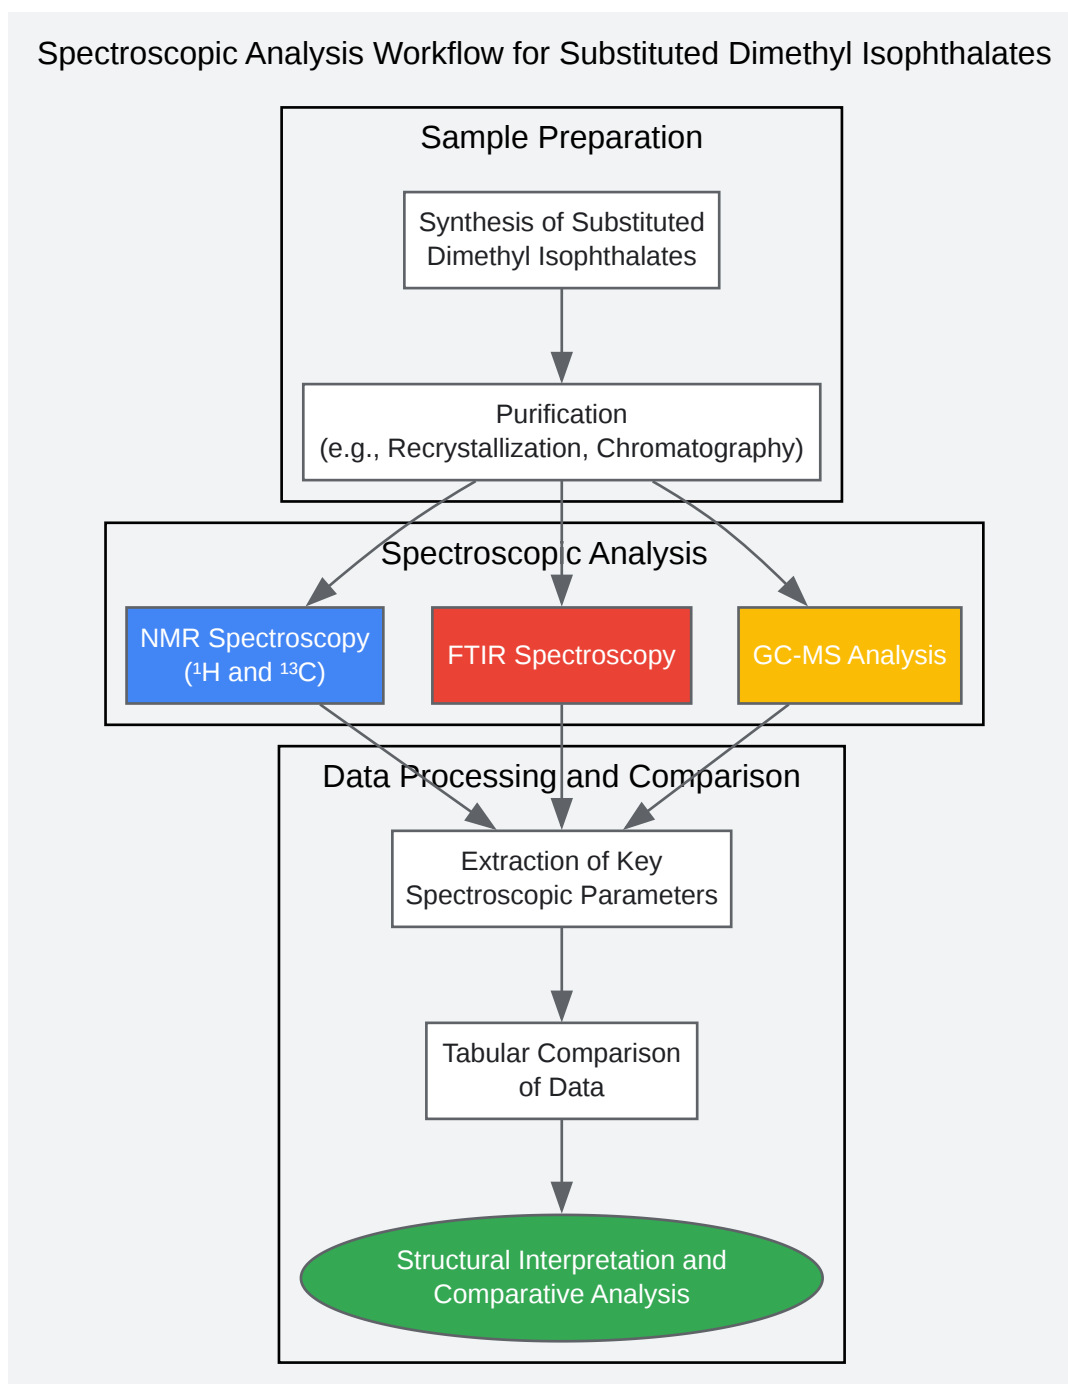 Spectroscopic Analysis Workflow for Substituted Dimethyl Isophthalates
Sample Preparation
Synthesis of Substituted
Dimethyl Isophthalates
Purification
(e.g., Recrystallization, Chromatography)
Spectroscopic Analysis
NMR Spectroscopy
(¹H and ¹³C)
FTIR Spectroscopy
GC-MS Analysis
Data Processing and Comparison
Extraction of Key
Spectroscopic Parameters
Tabular Comparison
of Data
Structural Interpretation and
Comparative Analysis